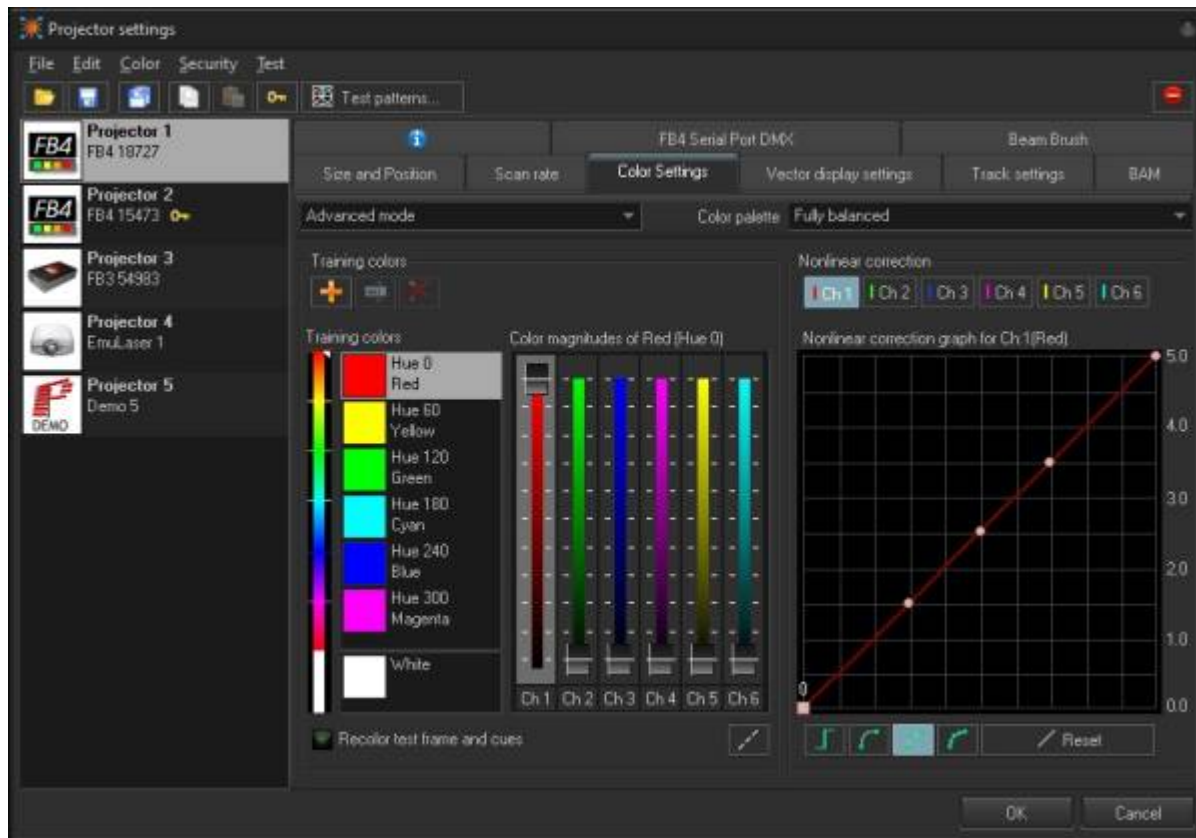 Projector settings
File Edit Color Security Test
Test patterns...
FB4
Projector 1
FB4 18727
FB4
Projector 2
FB4 15473
Projector 3
FB3 54983
Projector 4
EmuLaser 1
DEMO
Projector 5
Demo 5
FB4 Serial Port DMX Beam Brush
Size and Position Scan rate Color Settings Vector display settings Track settings BAM
Advanced mode Color palette Fully balanced
Training colors
Nonlinear correction
Ch 1 Ch 2 Ch 3 Ch 4 Ch 5 Ch 6
Training colors
Hue 0
Red
Hue 60
Yellow
Hue 120
Green
Hue 180
Cyan
Hue 240
Blue
Hue 300
Magenta
White
Color magnitudes of Red (Hue 0)
Ch 1 Ch 2 Ch 3 Ch 4 Ch 5 Ch 6
Nonlinear correction graph for Ch 1(Red)
5.0
4.0
3.0
2.0
1.0
0
0.0
Recolor test frame and cues
Reset
OK Cancel